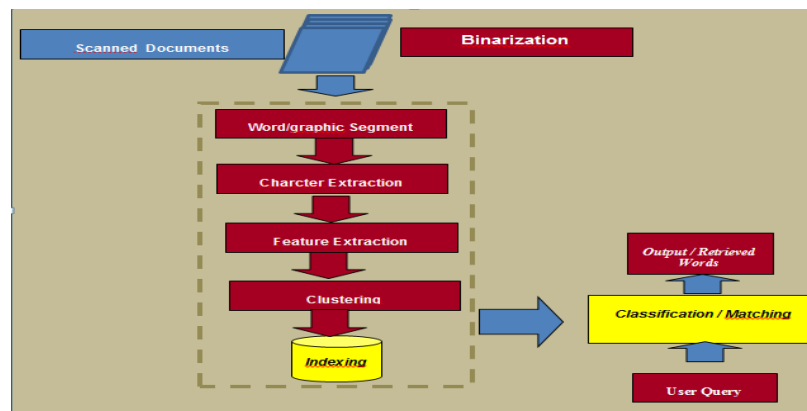 Scanned Documents
Binarization
Word/graphic Segment
Charcter Extraction
Feature Extraction
Clustering
Indexing
Output / Retrieved
Words
Classification / Matching
User Query